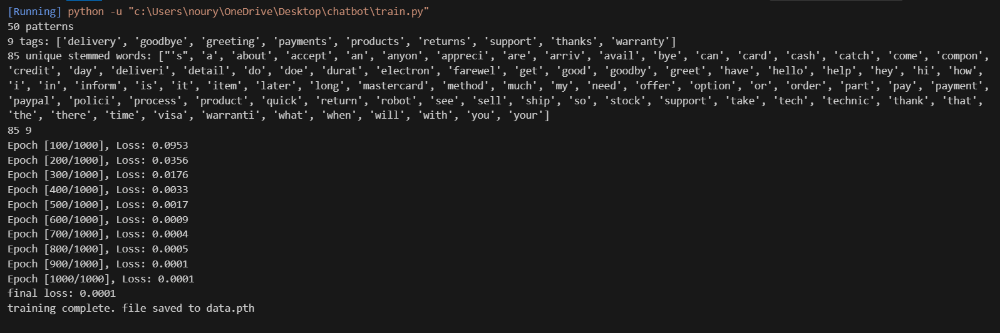 [Running] python -u "c:\Users\noury\OneDrive\Desktop\chatbot\train.py"
50 patterns
9 tags: ['delivery', 'goodbye', 'greeting', 'payments', 'products', 'returns', 'support', 'thanks', 'warranty']
85 unique stemmed words: ["'s", 'a', 'about', 'accept', 'an', 'anyon', 'appreci', 'are', 'arriv', 'avail', 'bye', 'can', 'card', 'cash', 'catch', 'come', 'compon',
'credit', 'day', 'deliveri', 'detail', 'do', 'doe', 'durat', 'electron', 'farewel', 'get', 'good', 'goodby', 'greet', 'have', 'hello', 'help', 'hey', 'hi', 'how',
'i', 'in', 'inform', 'is', 'it', 'item', 'later', 'long', 'mastercard', 'method', 'much', 'my', 'need', 'offer', 'option', 'or', 'order', 'part', 'pay', 'payment',
'paypal', 'polici', 'process', 'product', 'quick', 'return', 'robot', 'see', 'sell', 'ship', 'so', 'stock', 'support', 'take', 'tech', 'technic', 'thank', 'that',
'the', 'there', 'time', 'visa', 'warranti', 'what', 'when', 'will', 'with', 'you', 'your']
85 9
Epoch [100/1000], Loss: 0.0953
Epoch [200/1000], Loss: 0.0356
Epoch [300/1000], Loss: 0.0176
Epoch [400/1000], Loss: 0.0033
Epoch [500/1000], Loss: 0.0017
Epoch [600/1000], Loss: 0.0009
Epoch [700/1000], Loss: 0.0004
Epoch [800/1000], Loss: 0.0005
Epoch [900/1000], Loss: 0.0001
Epoch [1000/1000], Loss: 0.0001
final loss: 0.0001
training complete. file saved to data.pth